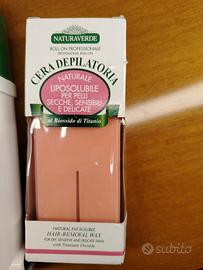 NATURAVERDE
ROLL-ON PROFESSIONALE
PROFESSIONAL ROLL-ON
CERA DEPILATORIA
NATURALE
LIPOSOLUBILE
PER PELLI
SECCHE, SENSIBILI
E DELICATE
al Biossido di Titanio
NATURAL FAT-SOLUBLE
HAIR-REMOVAL WAX
FOR DRY, SENSITIVE AND DELICATE SKINS
with Titanium Dioxide
subito